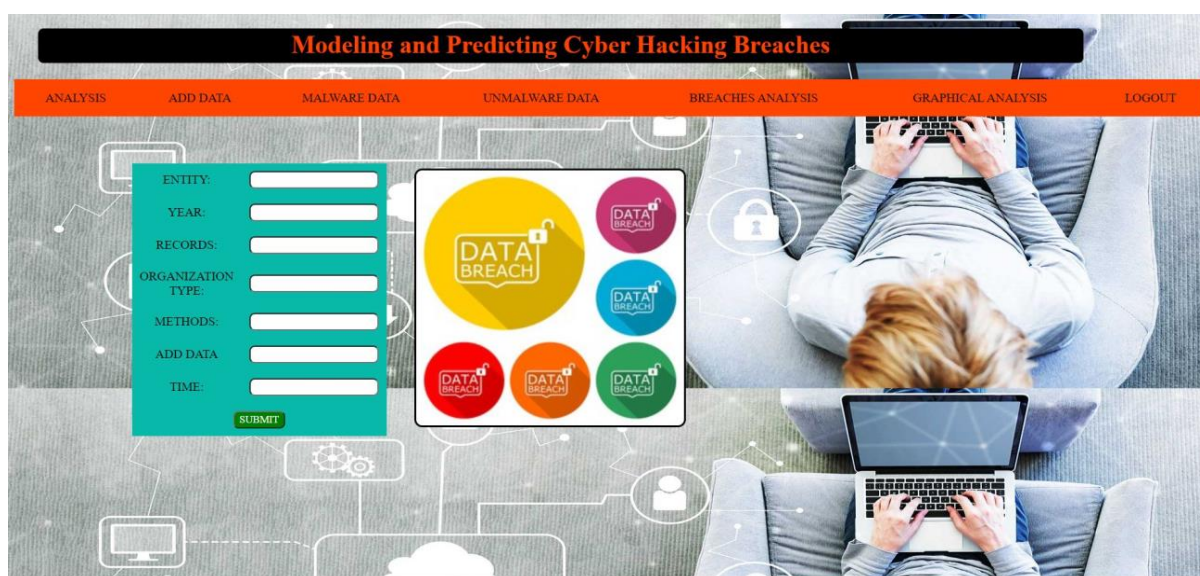 Modeling and Predicting Cyber Hacking Breaches
ANALYSIS ADD DATA MALWARE DATA UNMALWARE DATA BREACHES ANALYSIS GRAPHICAL ANALYSIS LOGOUT
ENTITY:
YEAR:
RECORDS:
ORGANIZATION
TYPE:
METHODS:
ADD DATA
TIME:
SUBMIT
DATA
BREACH
DATA
BREACH
DATA
BREACH
DATA
BREACH
DATA
BREACH
DATA
BREACH